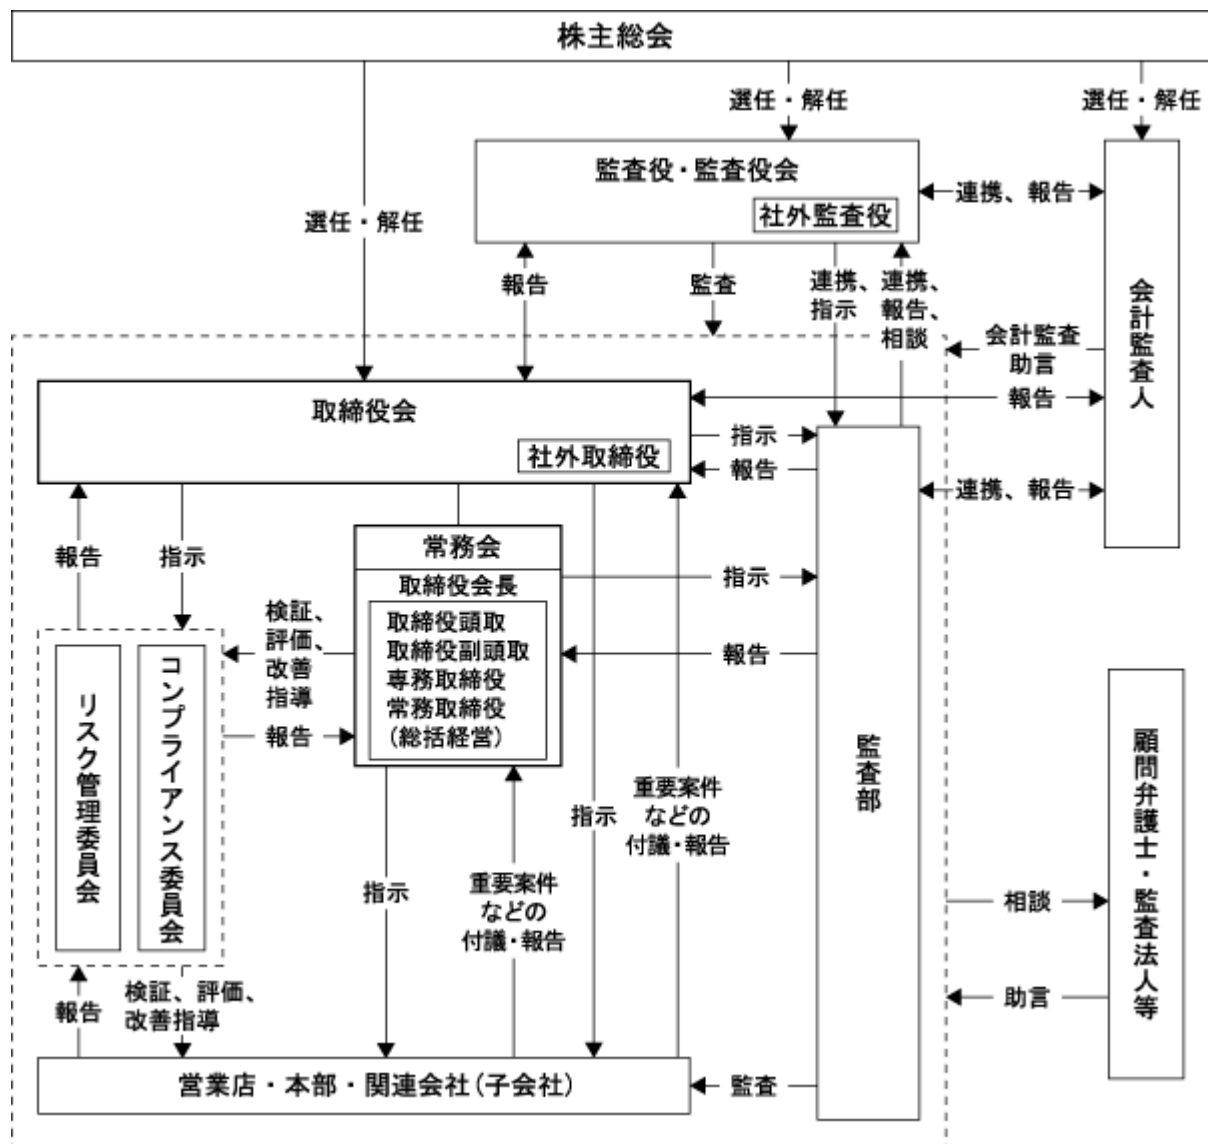 株主総会
選任・解任
選任・解任
選任・解任
監査役・監査役会
社外監査役
連携、報告
報告
監査
連携、
指示
連携、
報告、
相談
会計監査人
会計監査
助言
報告
取締役会
社外取締役
指示
報告
連携、報告
報告
指示
常務会
取締役会長
取締役頭取
取締役副頭取
専務取締役
常務取締役
(総括経営)
指示
報告
検証、
評価、
改善
指導
報告
リスク管理委員会
コンプライアンス委員会
監査部
顧問弁護士・監査法人等
指示
重要案件
などの
付議・報告
指示
重要案件
などの
付議・報告
相談
助言
報告
検証、評価、
改善指導
営業店・本部・関連会社(子会社)
監査